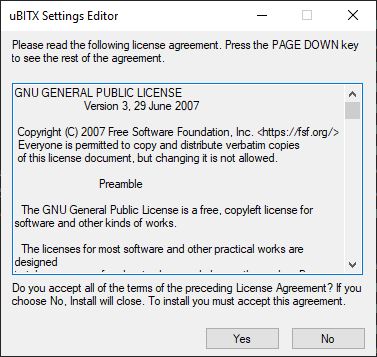 uBITX Settings Editor
Please read the following license agreement. Press the PAGE DOWN key
to see the rest of the agreement.
GNU GENERAL PUBLIC LICENSE
Version 3, 29 June 2007
Copyright (C) 2007 Free Software Foundation, Inc. <https://fsf.org/>
Everyone is permitted to copy and distribute verbatim copies
of this license document, but changing it is not allowed.
Preamble
The GNU General Public License is a free, copyleft license for
software and other kinds of works.
The licenses for most software and other practical works are
designed
Do you accept all of the terms of the preceding License Agreement? If you
choose No, Install will close. To install you must accept this agreement.
Yes
No